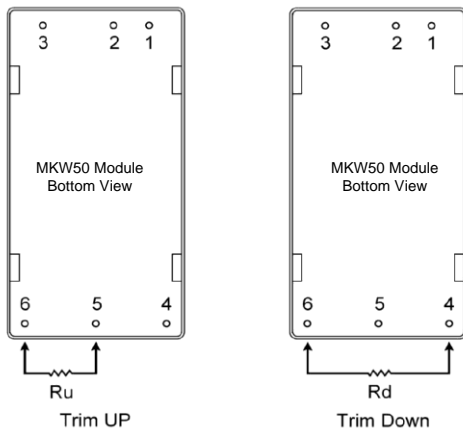 3 2 1
MKW50 Module
Bottom View
6 5 4
Ru
Trim UP
3 2 1
MKW50 Module
Bottom View
6 5 4
Rd
Trim Down